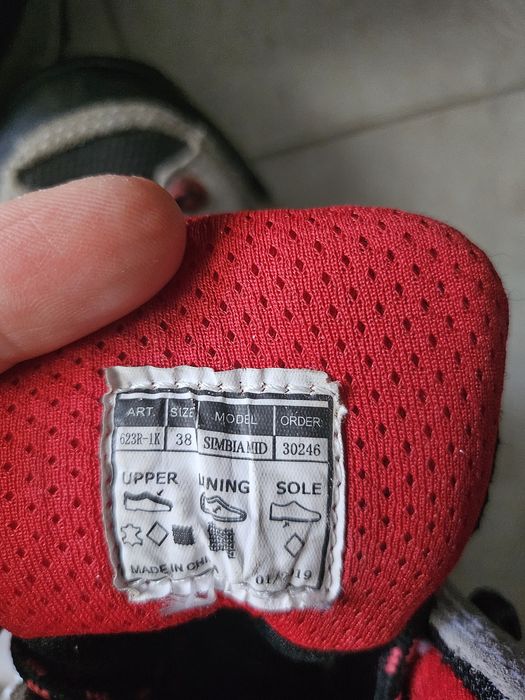 ART. SIZE MODEL ORDER
623R-1K 38 SIMBIA MID 30246
UPPER LINING SOLE
MADE IN CHINA